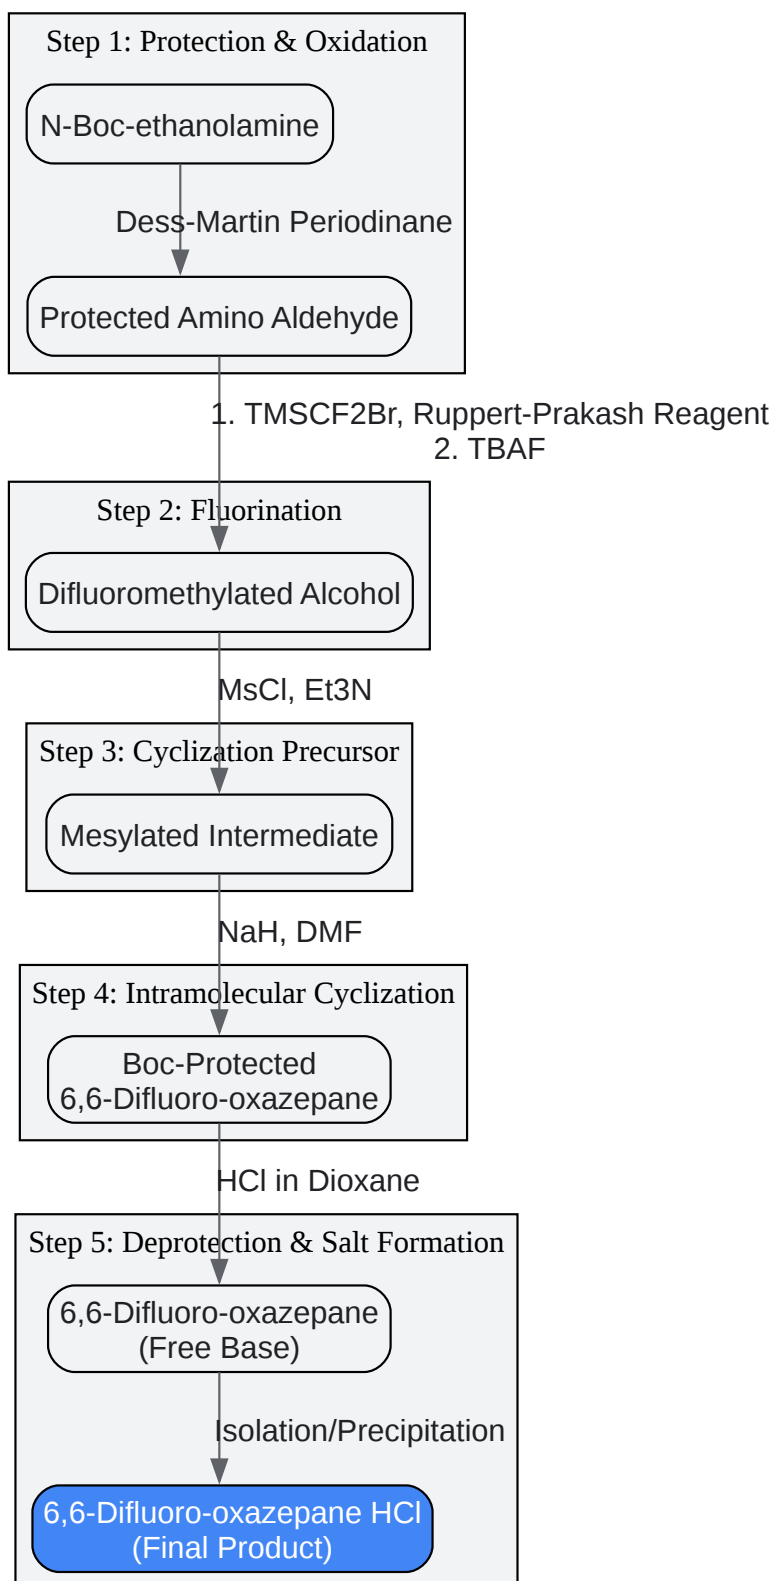 Step 1: Protection & Oxidation
N-Boc-ethanolamine
Dess-Martin Periodinane
Protected Amino Aldehyde
1. TMSCF2Br, Ruppert-Prakash Reagent
2. TBAF
Step 2: Fluorination
Difluoromethylated Alcohol
MsCl, Et3N
Step 3: Cyclization Precursor
Mesylated Intermediate
NaH, DMF
Step 4: Intramolecular Cyclization
Boc-Protected
6,6-Difluoro-oxazepane
HCl in Dioxane
Step 5: Deprotection & Salt Formation
6,6-Difluoro-oxazepane
(Free Base)
Isolation/Precipitation
6,6-Difluoro-oxazepane HCl
(Final Product)